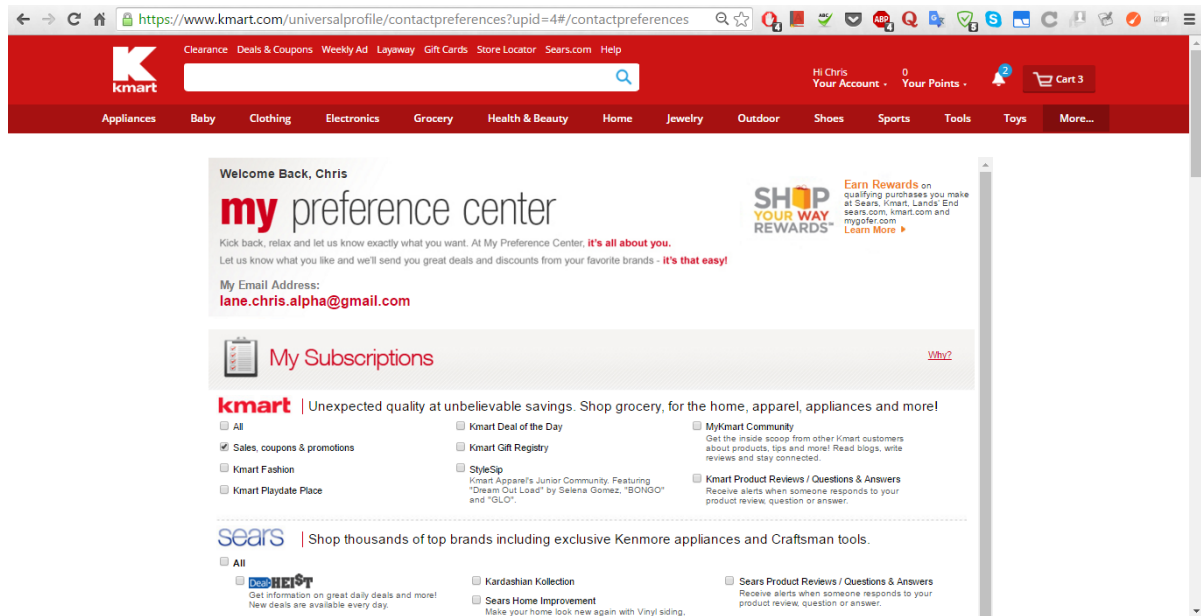 https://www.kmart.com/universalprofile/contactpreferences?upid=4#/contactpreferences
Clearance Deals & Coupons Weekly Ad Layaway Gift Cards Store Locator Sears.com Help
kmart
Hi Chris
Your Account
0
Your Points
2
Cart 3
Appliances Baby Clothing Electronics Grocery Health & Beauty Home Jewelry Outdoor Shoes Sports Tools Toys More...
Welcome Back, Chris
my preference center
Kick back, relax and let us know exactly what you want. At My Preference Center, it's all about you.
Let us know what you like and we'll send you great deals and discounts from your favorite brands - it's that easy!
My Email Address:
lane.chris.alpha@gmail.com
SHOP
YOUR WAY
REWARDS
Earn Rewards on
qualifying purchases you make
at Sears, Kmart, Lands' End
sears.com, kmart.com and
mygofer.com
Learn More
My Subscriptions
Why?
kmart Unexpected quality at unbelievable savings. Shop grocery, for the home, apparel, appliances and more!
All
Sales, coupons & promotions
Kmart Fashion
Kmart Playdate Place
Kmart Deal of the Day
Kmart Gift Registry
StyleSip
Kmart Apparel's Junior Community. Featuring
"Dream Out Load" by Selena Gomez, "BONGO"
and "GLO".
MyKmart Community
Get the inside scoop from other Kmart customers
about products, tips and more! Read blogs, write
reviews and stay connected.
Kmart Product Reviews / Questions & Answers
Receive alerts when someone responds to your
product review, question or answer.
sears Shop thousands of top brands including exclusive Kenmore appliances and Craftsman tools.
All
Deal HEI$T
Get information on great daily deals and more!
New deals are available every day.
Kardashian Kollection
Sears Home Improvement
Make your home look new again with Vinyl siding,
Sears Product Reviews / Questions & Answers
Receive alerts when someone responds to your
product review, question or answer.